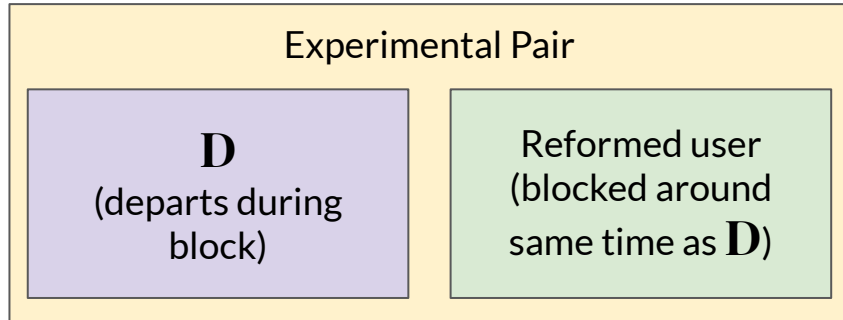 Experimental Pair
D
(departs during
block)
Reformed user
(blocked around
same time as D)